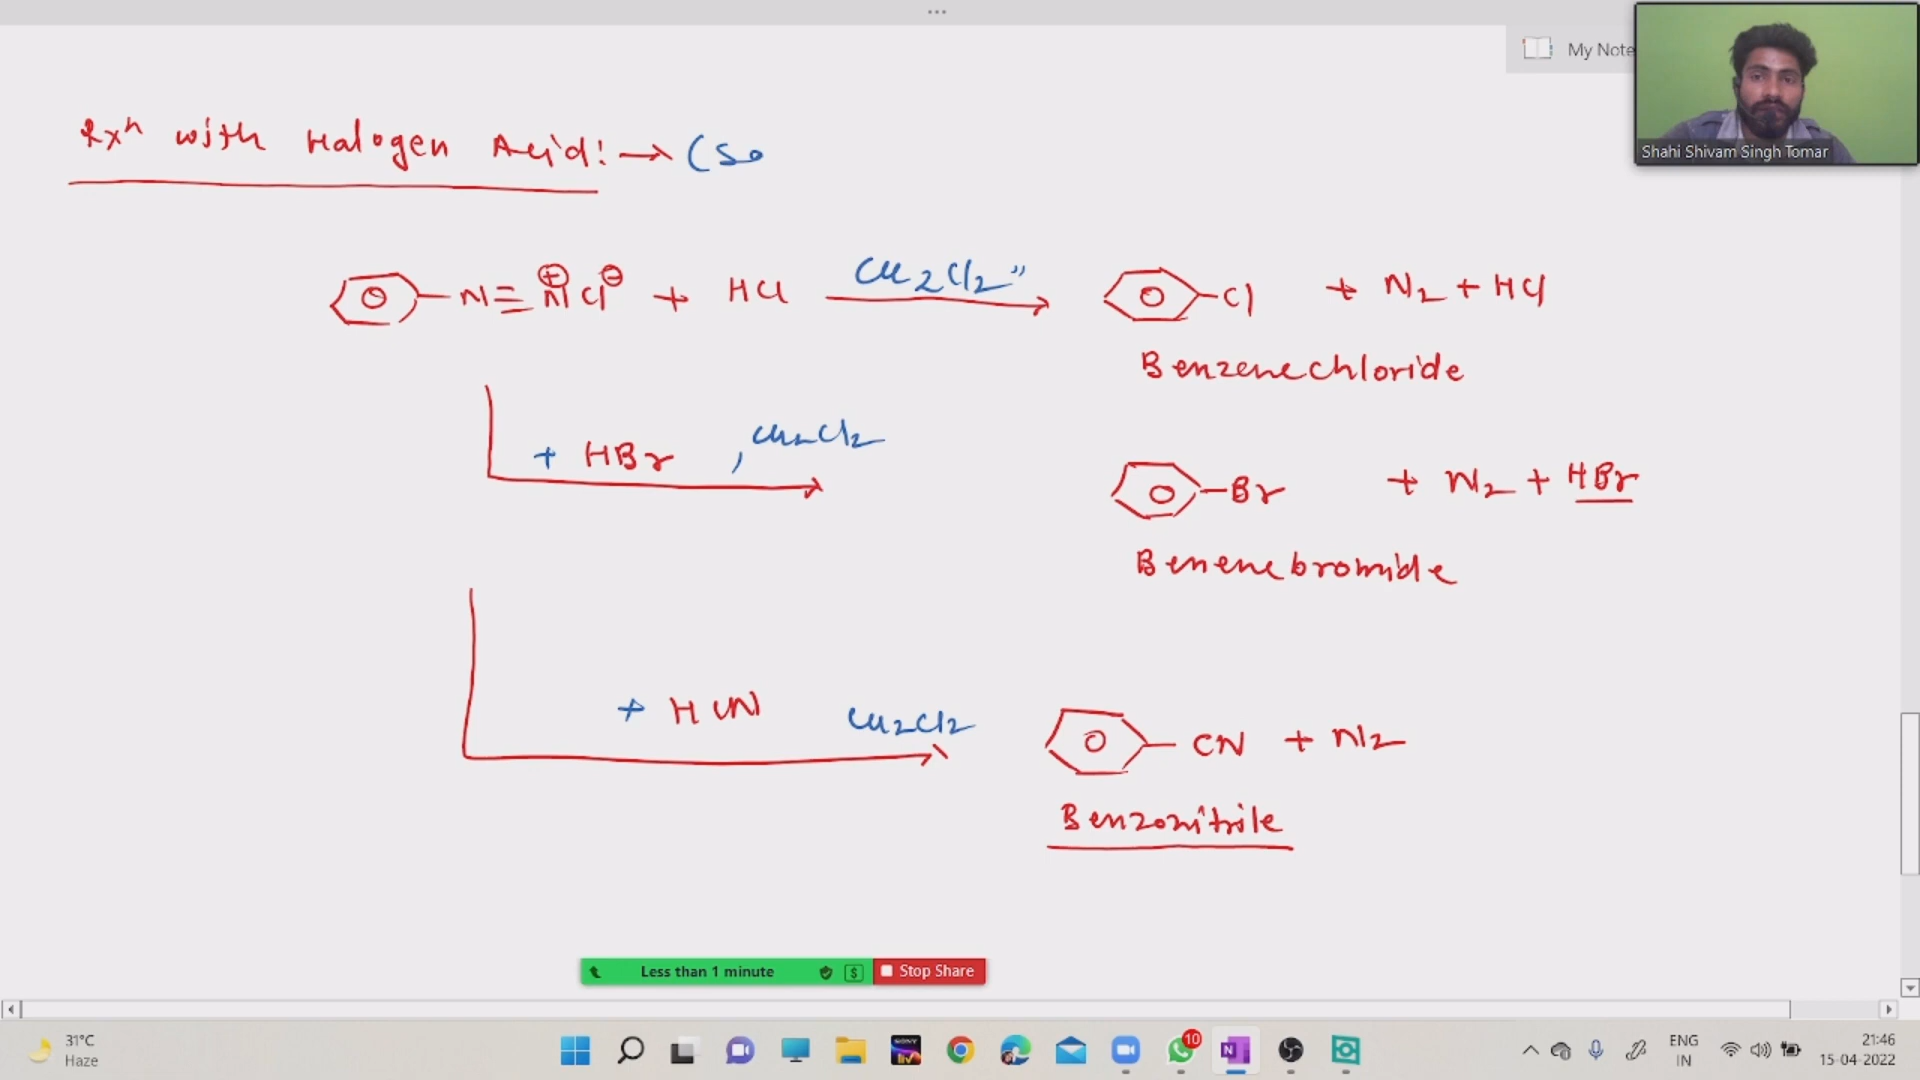 ...
My Note
Shahi Shivam Singh Tomar
Rxn with Halogen Acid:→ (So
N≡N⊕ Cl⊖ + HCl Cu2Cl2" Cl + N2 + HCl
Benzenechloride
+ HBr , Cu2Cl2
Br + N2 + HBr
Benenebromide
+ HCN Cu2Cl2
CN + N2
Benzonitrile
Less than 1 minute $ Stop Share
31°C
Haze
SONY
liv
10
N
ENG
IN
21:46
15-04-2022